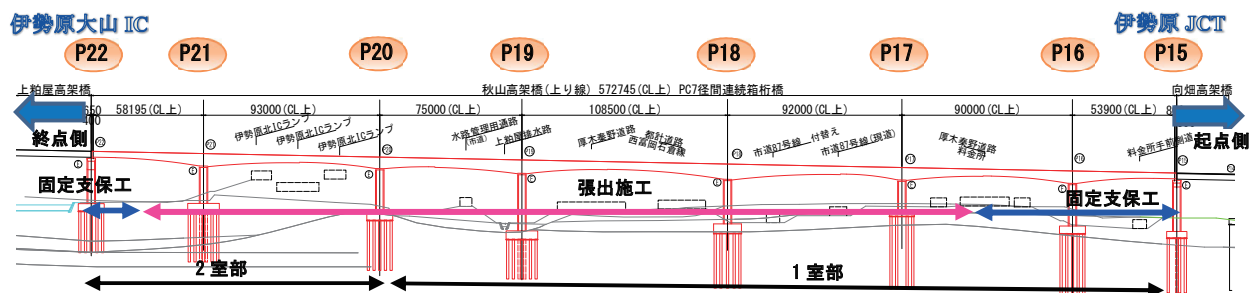 伊勢原大山 IC
伊勢原 JCT
P22 P21 P20 P19 P18 P17 P16 P15
上粕屋高架橋
秋山高架橋(上り線) 572745(CL上) PC7径間連続箱桁橋
向畑高架橋
58195(CL上) 93000(CL上) 75000(CL上) 108500(CL上) 92000(CL上) 90000(CL上) 53900(CL上)
終点側
起点側
伊勢原北ICランプ
伊勢原北ICランプ
伊勢原北ICランプ
水路管理用通路
(市道)
上粕屋排水路
厚木秦野道路
都計道路
西富岡石倉線
市道87号線 付替え
市道87号線(現道)
厚木秦野道路
料金所
固定支保工
張出施工
固定支保工
2 室部
1 室部